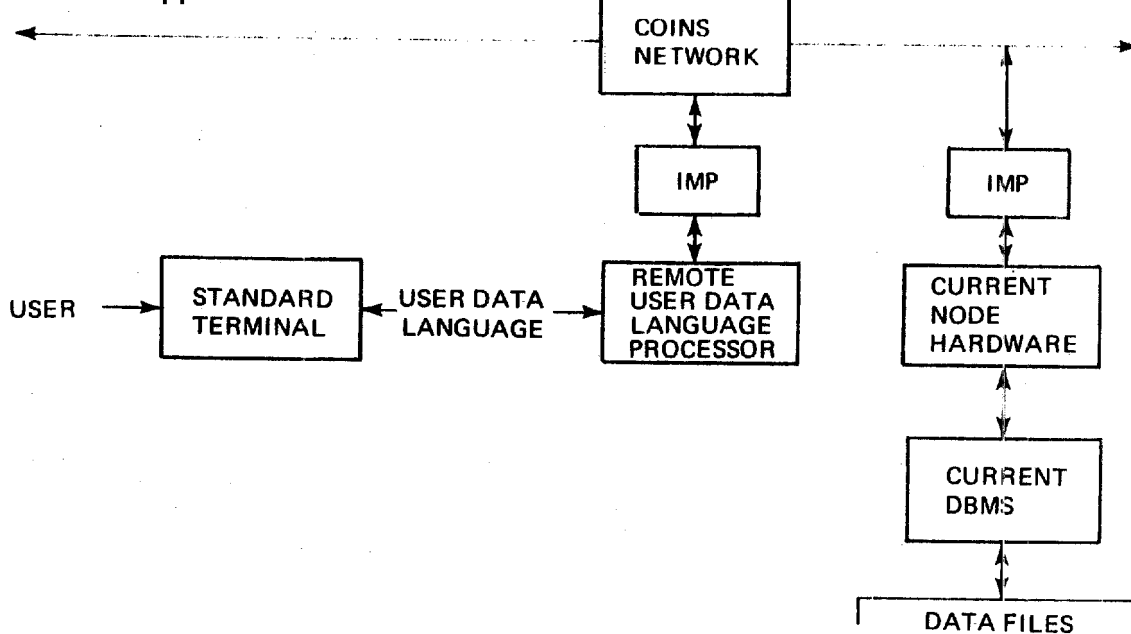 COINS
NETWORK
IMP
IMP
USER
STANDARD
TERMINAL
USER DATA
LANGUAGE
REMOTE
USER DATA
LANGUAGE
PROCESSOR
CURRENT
NODE
HARDWARE
CURRENT
DBMS
DATA FILES